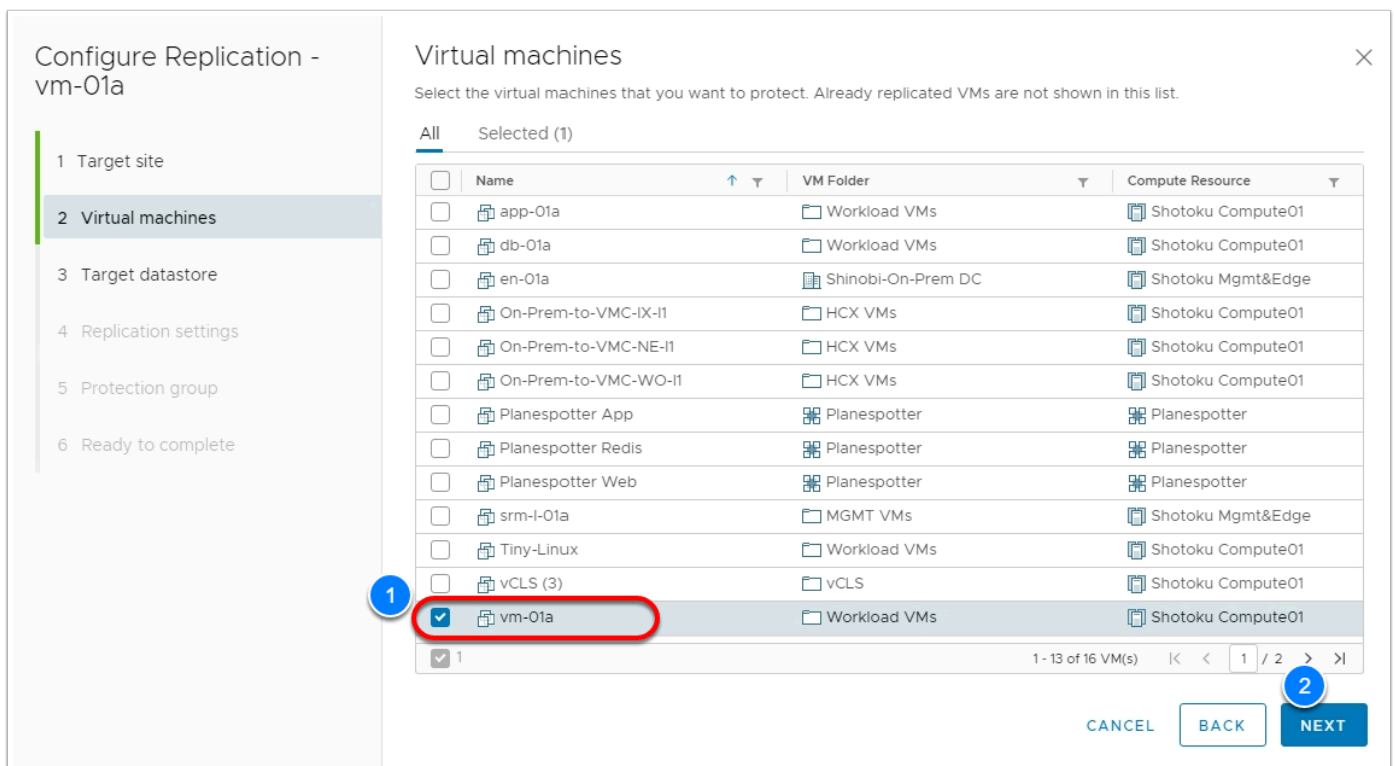 Configure Replication -
vm-01a
1 Target site
2 Virtual machines
3 Target datastore
4 Replication settings
5 Protection group
6 Ready to complete
Virtual machines
Select the virtual machines that you want to protect. Already replicated VMs are not shown in this list.
All Selected (1)
Name VM Folder Compute Resource
app-01a Workload VMs Shotoku Compute01
db-01a Workload VMs Shotoku Compute01
en-01a Shinobi-On-Prem DC Shotoku Mgmt&Edge
On-Prem-to-VMC-IX-I1 HCX VMs Shotoku Compute01
On-Prem-to-VMC-NE-I1 HCX VMs Shotoku Compute01
On-Prem-to-VMC-WO-I1 HCX VMs Shotoku Compute01
Planespotter App Planespotter Planespotter
Planespotter Redis Planespotter Planespotter
Planespotter Web Planespotter Planespotter
srm-l-01a MGMT VMs Shotoku Mgmt&Edge
Tiny-Linux Workload VMs Shotoku Compute01
vCLS (3) vCLS Shotoku Compute01
1 vm-01a Workload VMs Shotoku Compute01
1 1 - 13 of 16 VM(s) 1 / 2
2
CANCEL BACK NEXT